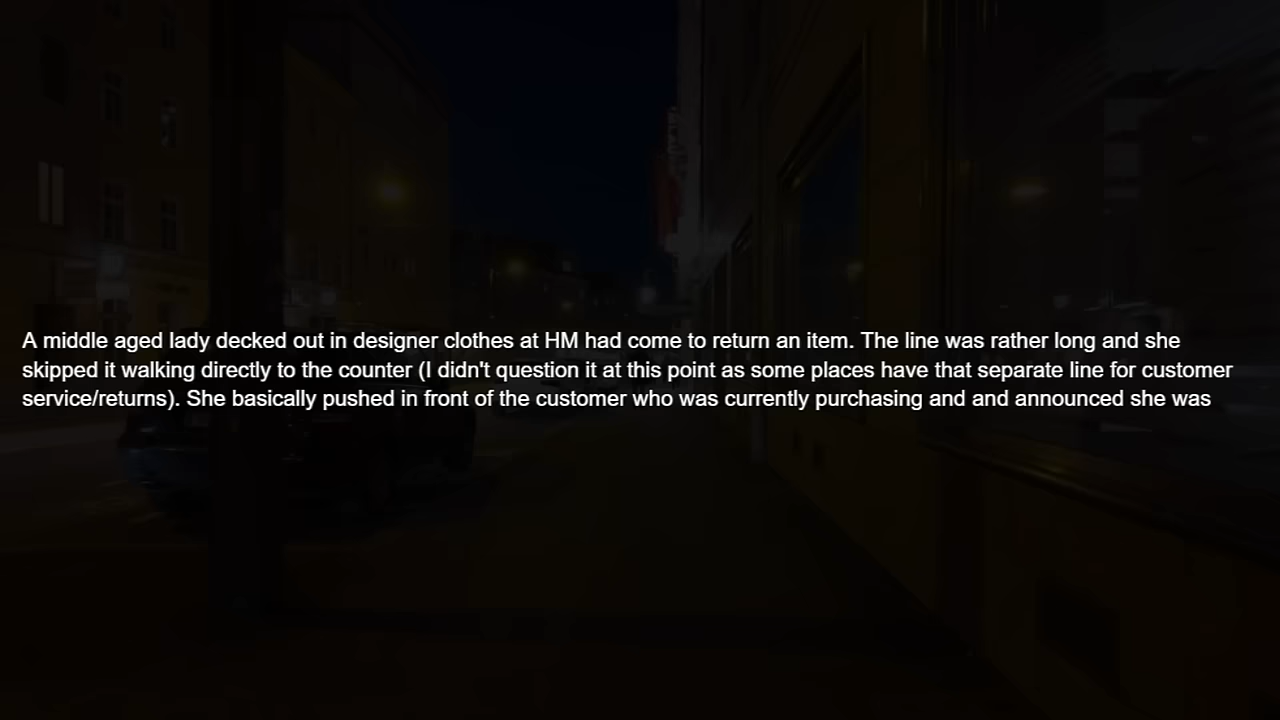 A middle aged lady decked out in designer clothes at HM had come to return an item. The line was rather long and she
skipped it walking directly to the counter (I didn't question it at this point as some places have that separate line for customer
service/returns). She basically pushed in front of the customer who was currently purchasing and and announced she was